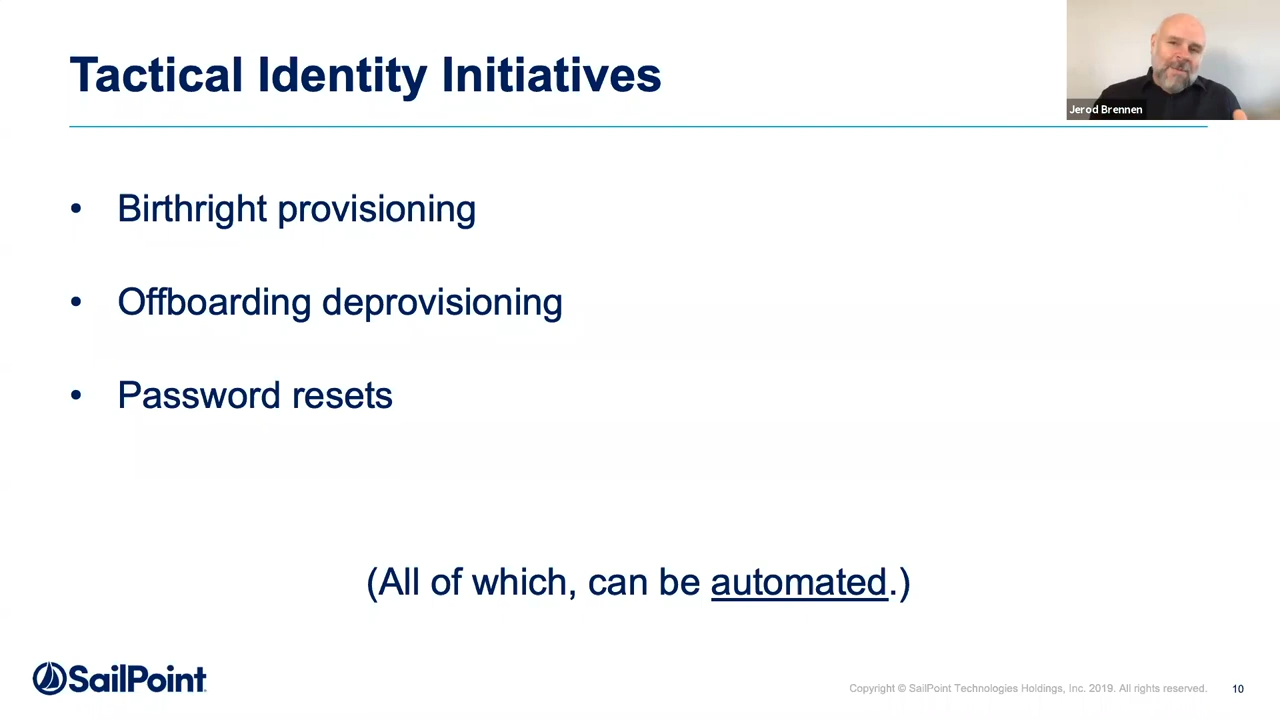 Tactical Identity Initiatives
Jerod Brennen
• Birthright provisioning
• Offboarding deprovisioning
• Password resets
(All of which, can be automated.)
SailPoint
Copyright © SailPoint Technologies Holdings, Inc. 2019. All rights reserved.
10